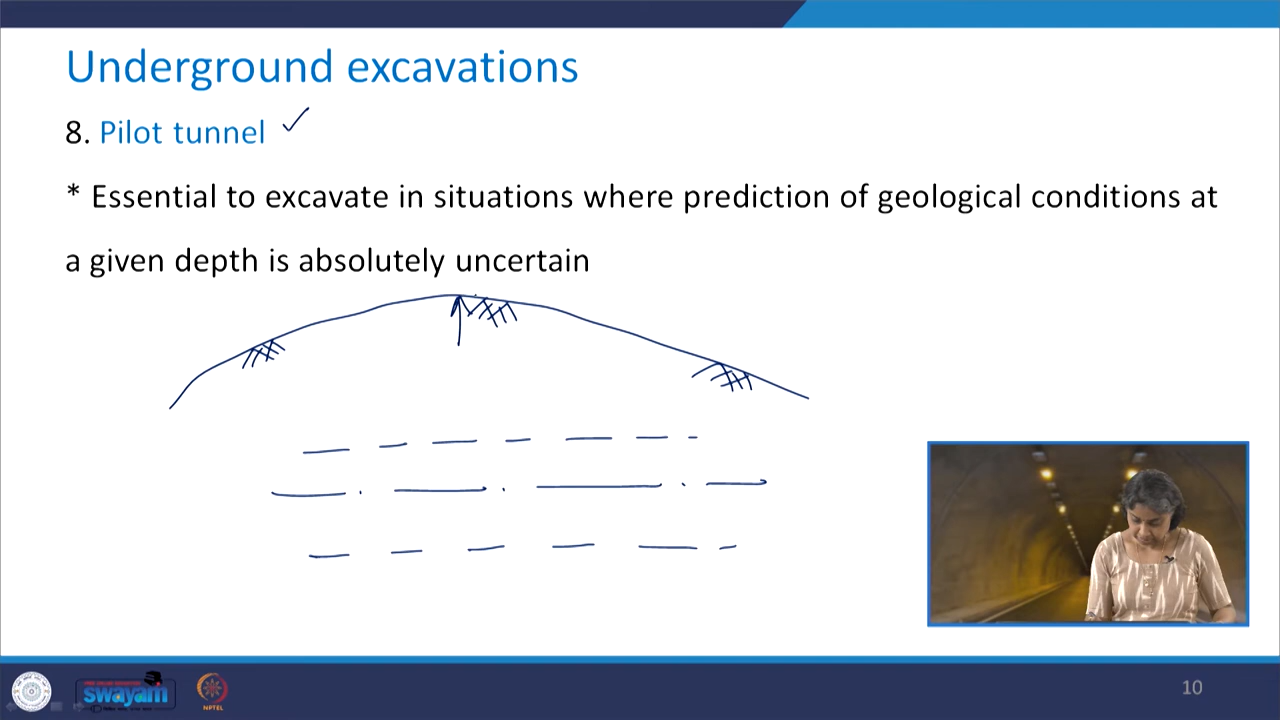 Underground excavations
8. Pilot tunnel
* Essential to excavate in situations where prediction of geological conditions at
a given depth is absolutely uncertain
swayam
NPTEL
10